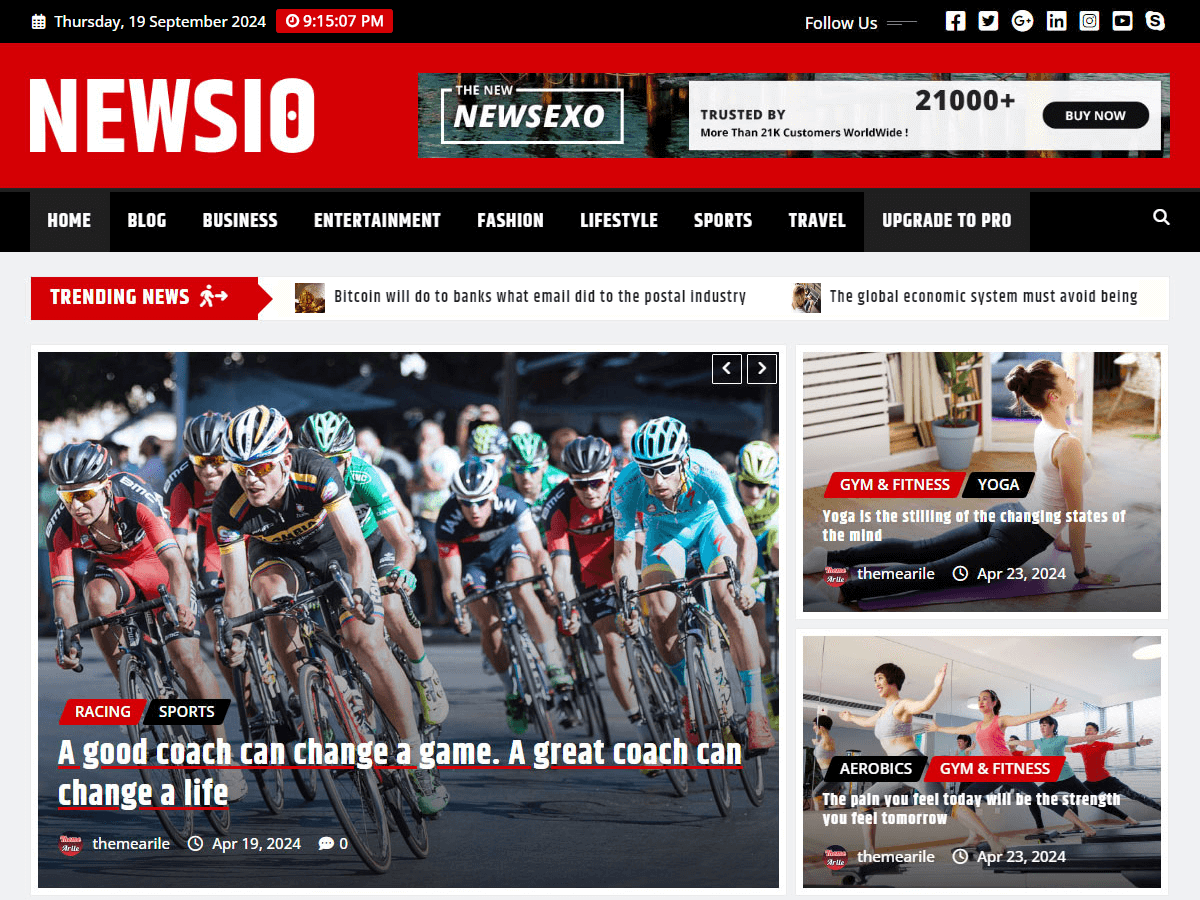 Thursday, 19 September 2024 9:15:07 PM
Follow Us
NEWSIO
THE NEW
NEWSEXO
TRUSTED BY
More Than 21K Customers WorldWide !
21000+
BUY NOW
HOME BLOG BUSINESS ENTERTAINMENT FASHION LIFESTYLE SPORTS TRAVEL UPGRADE TO PRO
TRENDING NEWS
Bitcoin will do to banks what email did to the postal industry
The global economic system must avoid being
RACING SPORTS
A good coach can change a game. A great coach can
change a life
themearile Apr 19, 2024 0
GYM & FITNESS YOGA
Yoga is the stilling of the changing states of
the mind
Theme
Arile
themearile Apr 23, 2024
AEROBICS GYM & FITNESS
The pain you feel today will be the strength
you feel tomorrow
Theme
Arile
themearile Apr 23, 2024